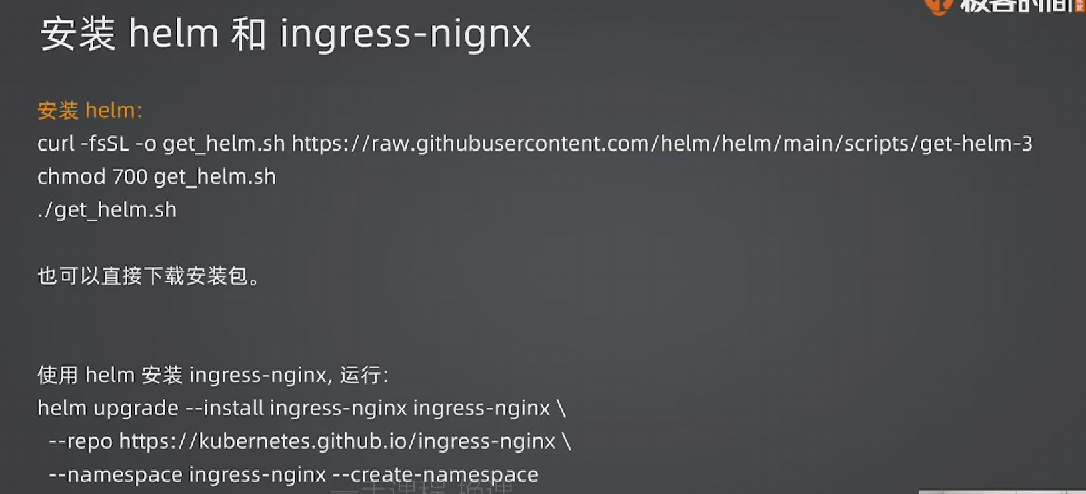 极客时间
安装 helm 和 ingress-nignx
安装 helm:
curl -fsSL -o get_helm.sh https://raw.githubusercontent.com/helm/helm/main/scripts/get-helm-3
chmod 700 get_helm.sh
./get_helm.sh
也可以直接下载安装包。
使用 helm 安装 ingress-nginx, 运行:
helm upgrade --install ingress-nginx ingress-nginx \
--repo https://kubernetes.github.io/ingress-nginx \
--namespace ingress-nginx --create-namespace